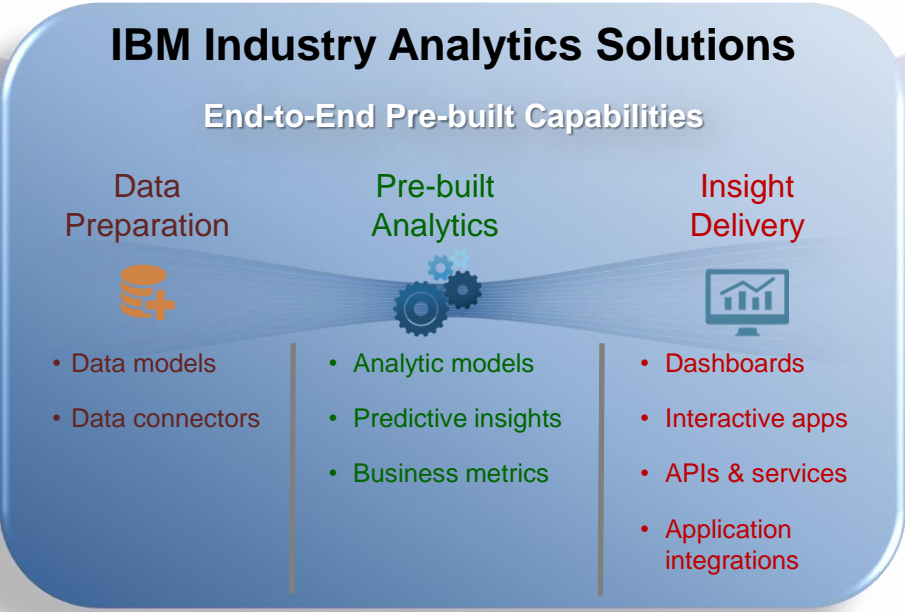 IBM Industry Analytics Solutions
End-to-End Pre-built Capabilities
Data
Preparation
• Data models
• Data connectors
Pre-built
Analytics
• Analytic models
• Predictive insights
• Business metrics
Insight
Delivery
• Dashboards
• Interactive apps
• APIs & services
• Application
integrations